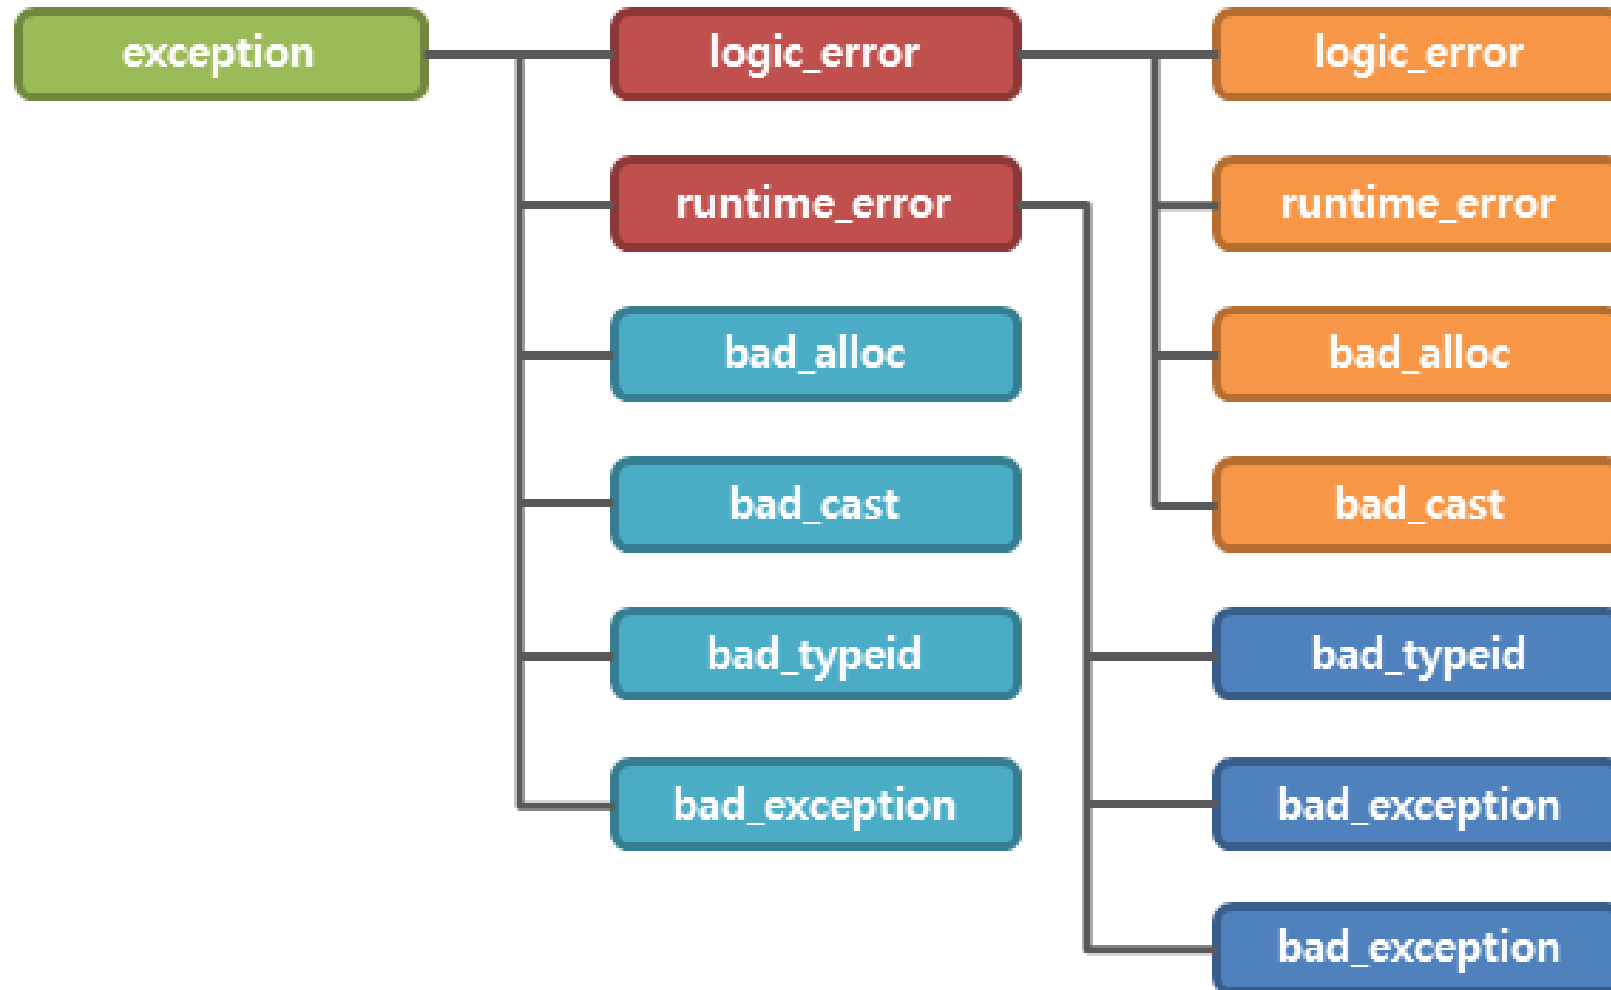 exception
logic_error
logic_error
runtime_error
runtime_error
bad_alloc
bad_alloc
bad_cast
bad_cast
bad_typeid
bad_typeid
bad_exception
bad_exception
bad_exception